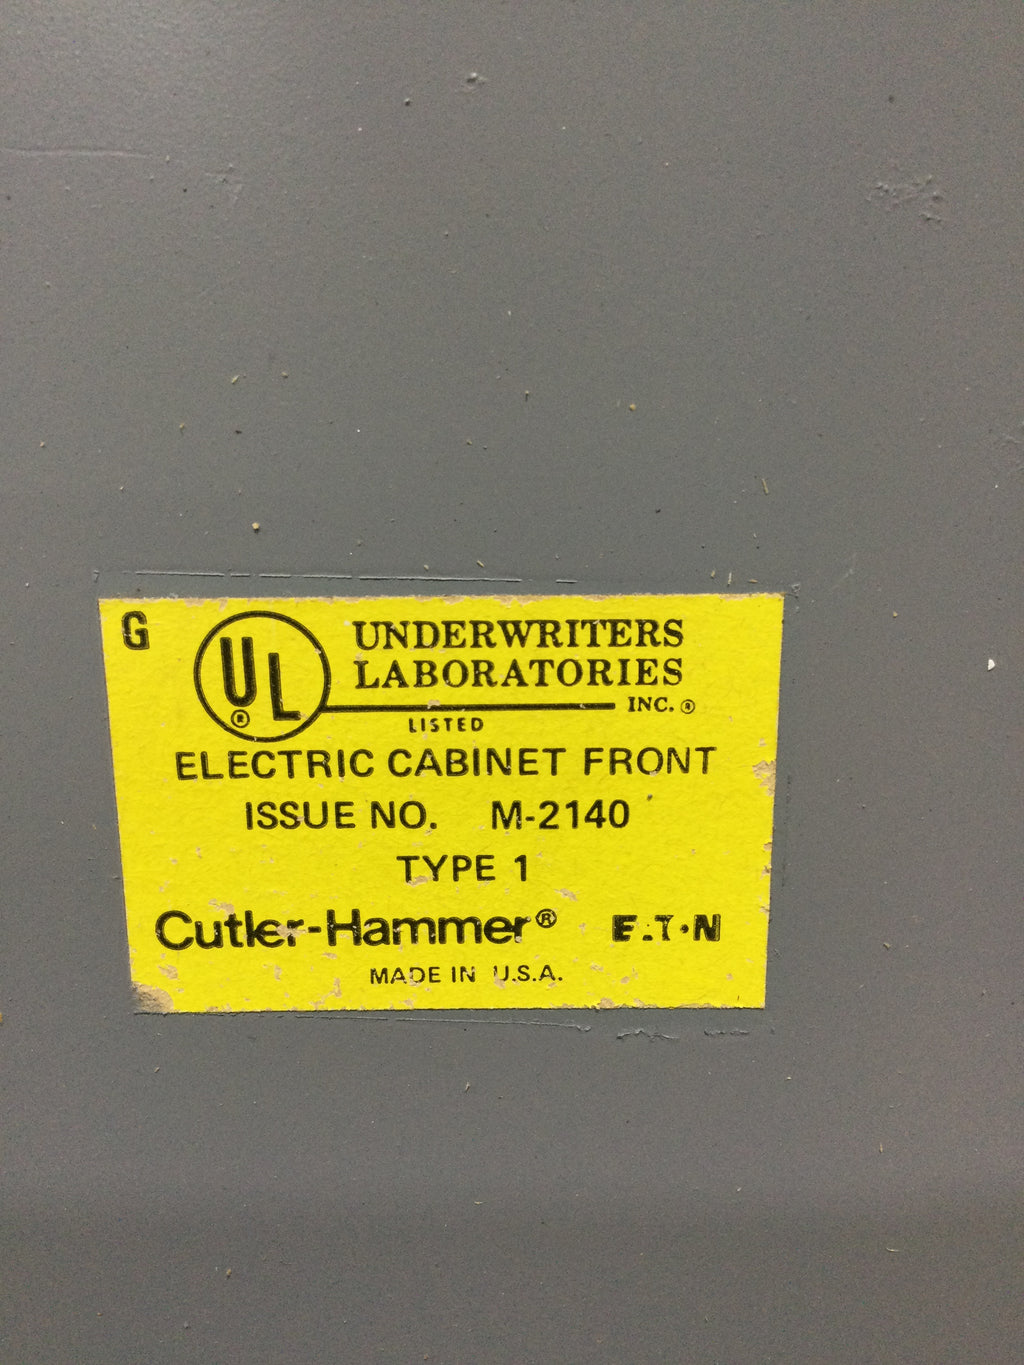 G
UL ®
UNDERWRITERS
LABORATORIES
INC. ®
LISTED
ELECTRIC CABINET FRONT
ISSUE NO. M-2140
TYPE 1
Cutler-Hammer® E.T•N
MADE IN U.S.A.